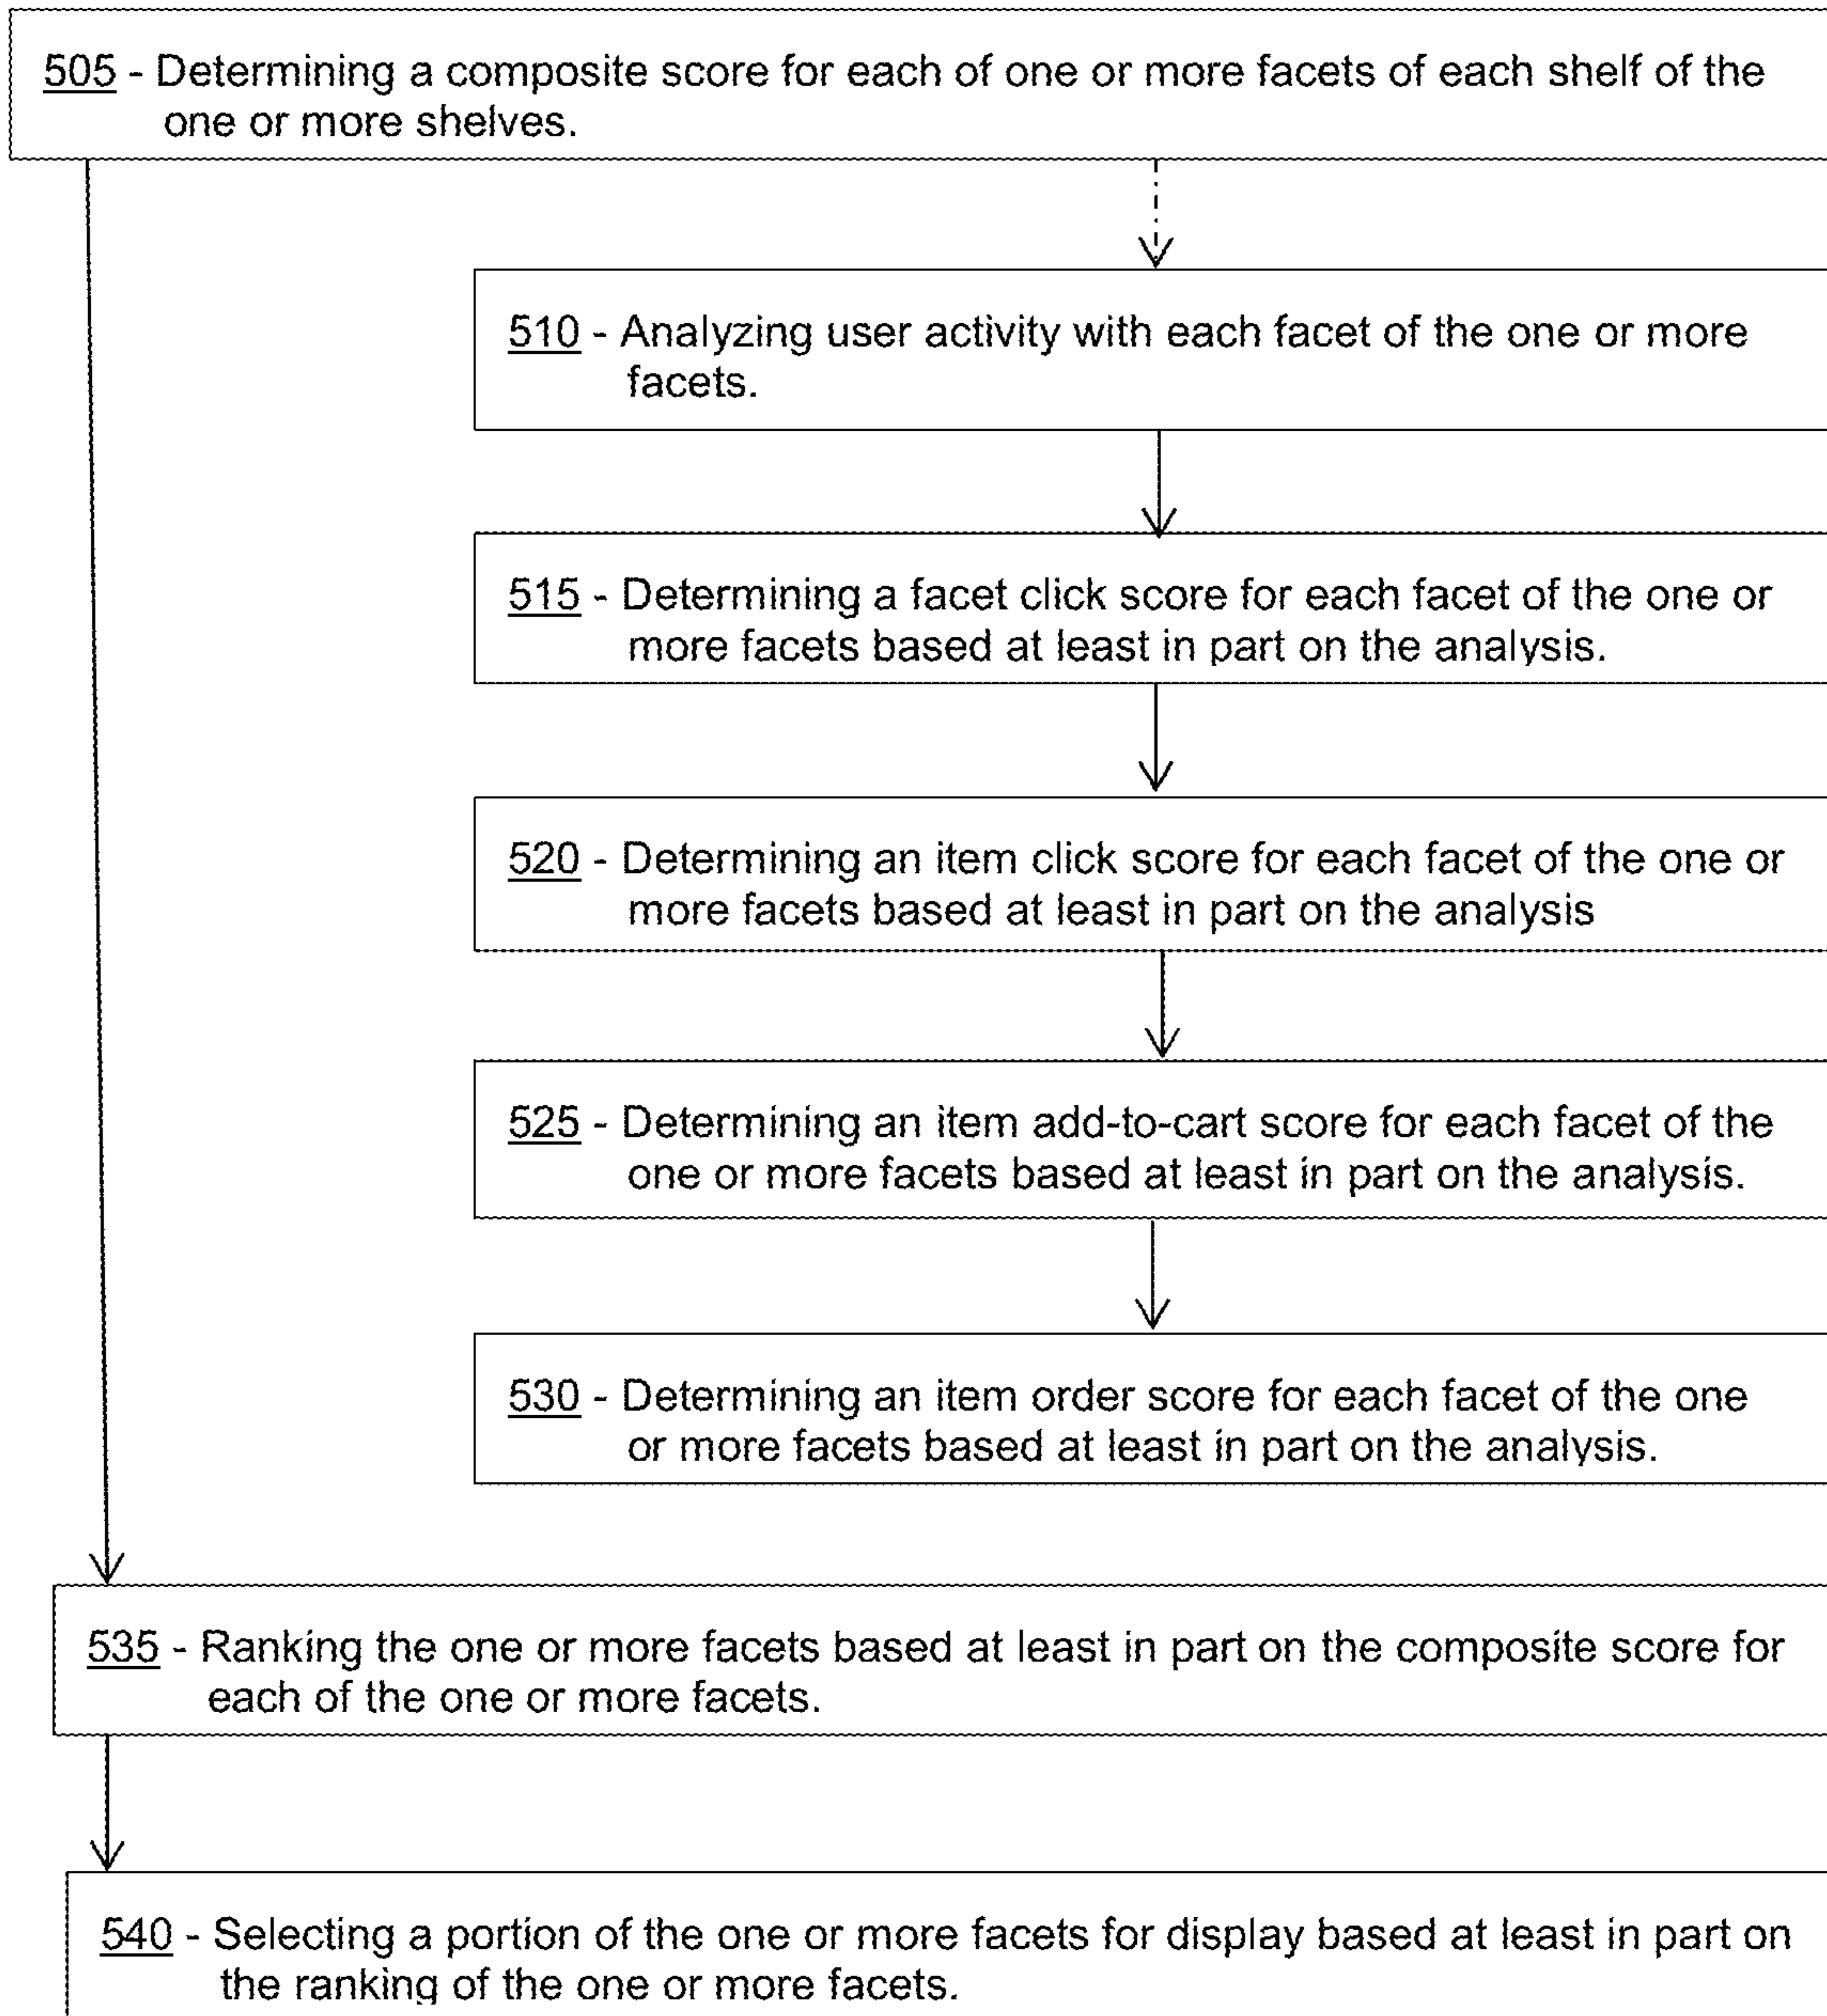 505 - Determining a composite score for each of one or more facets of each shelf of the
one or more shelves.
510 - Analyzing user activity with each facet of the one or more
facets.
515 - Determining a facet click score for each facet of the one or
more facets based at least in part on the analysis.
520 - Determining an item click score for each facet of the one or
more facets based at least in part on the analysis
525 - Determining an item add-to-cart score for each facet of the
one or more facets based at least in part on the analysis.
530 - Determining an item order score for each facet of the one
or more facets based at least in part on the analysis.
535 - Ranking the one or more facets based at least in part on the composite score for
each of the one or more facets.
540 - Selecting a portion of the one or more facets for display based at least in part on
the ranking of the one or more facets.